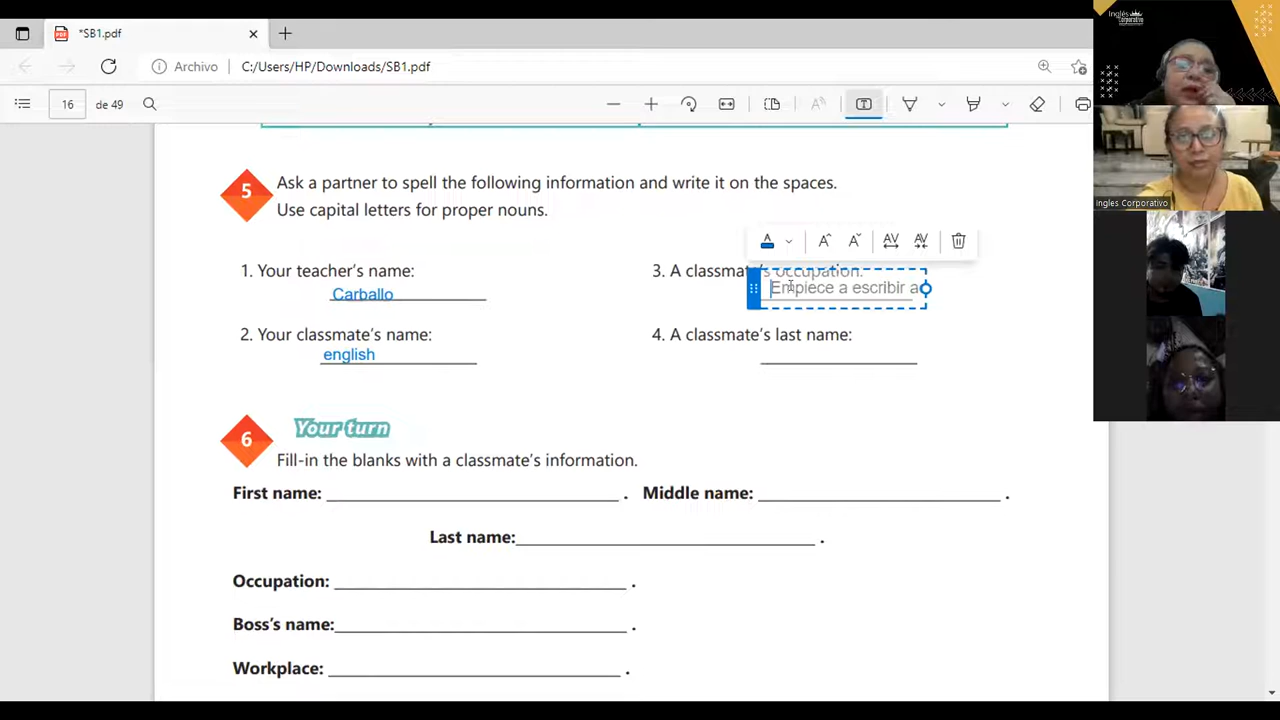 *SB1.pdf
Archivo
C:/Users/HP/Downloads/SB1.pdf
16 de 49
5 Ask a partner to spell the following information and write it on the spaces.
Use capital letters for proper nouns.
1. Your teacher's name:
Carballo
2. Your classmate's name:
english
3. A classmate's occupation:
Empiece a escribir a
4. A classmate's last name:
6 Your turn
Fill-in the blanks with a classmate's information.
First name: . Middle name: .
Last name: .
Occupation: .
Boss's name: .
Workplace: .
Inglés
Corporativo
Ingles Corporativo